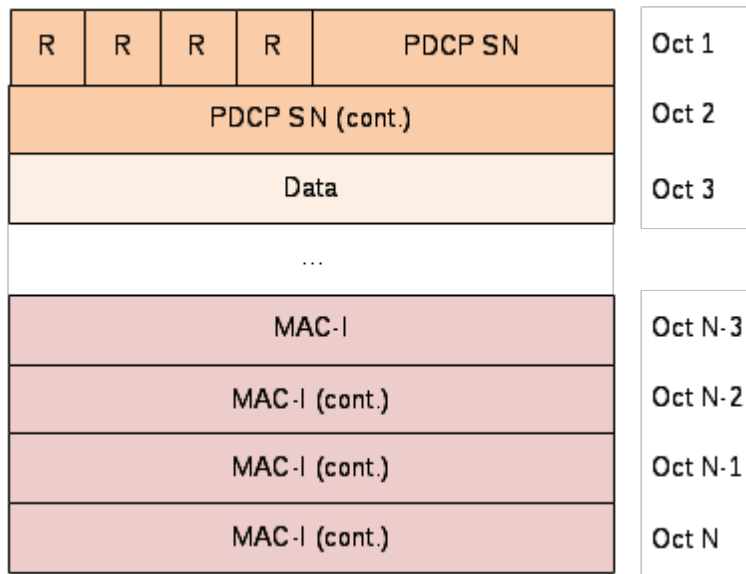 R R R R PDCP SN Oct 1
PDCP SN (cont.) Oct 2
Data Oct 3
...
MAC-I Oct N-3
MAC-I (cont.) Oct N-2
MAC-I (cont.) Oct N-1
MAC-I (cont.) Oct N